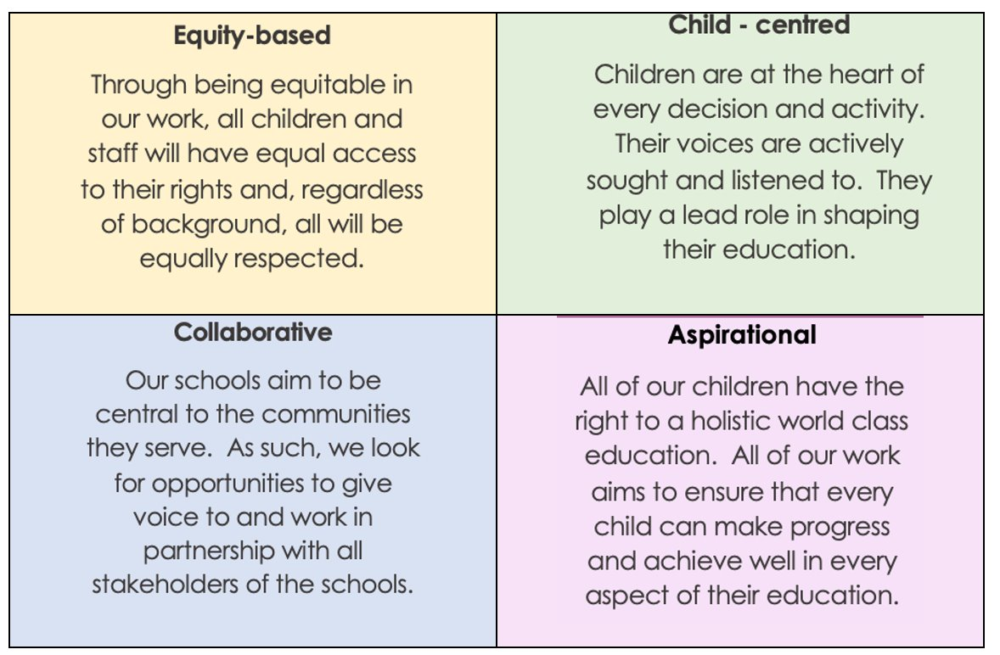 Equity-based
Through being equitable in
our work, all children and
staff will have equal access
to their rights and, regardless
of background, all will be
equally respected.
Child - centred
Children are at the heart of
every decision and activity.
Their voices are actively
sought and listened to.  They
play a lead role in shaping
their education.
Collaborative
Our schools aim to be
central to the communities
they serve.  As such, we look
for opportunities to give
voice to and work in
partnership with all
stakeholders of the schools.
Aspirational
All of our children have the
right to a holistic world class
education.  All of our work
aims to ensure that every
child can make progress
and achieve well in every
aspect of their education.